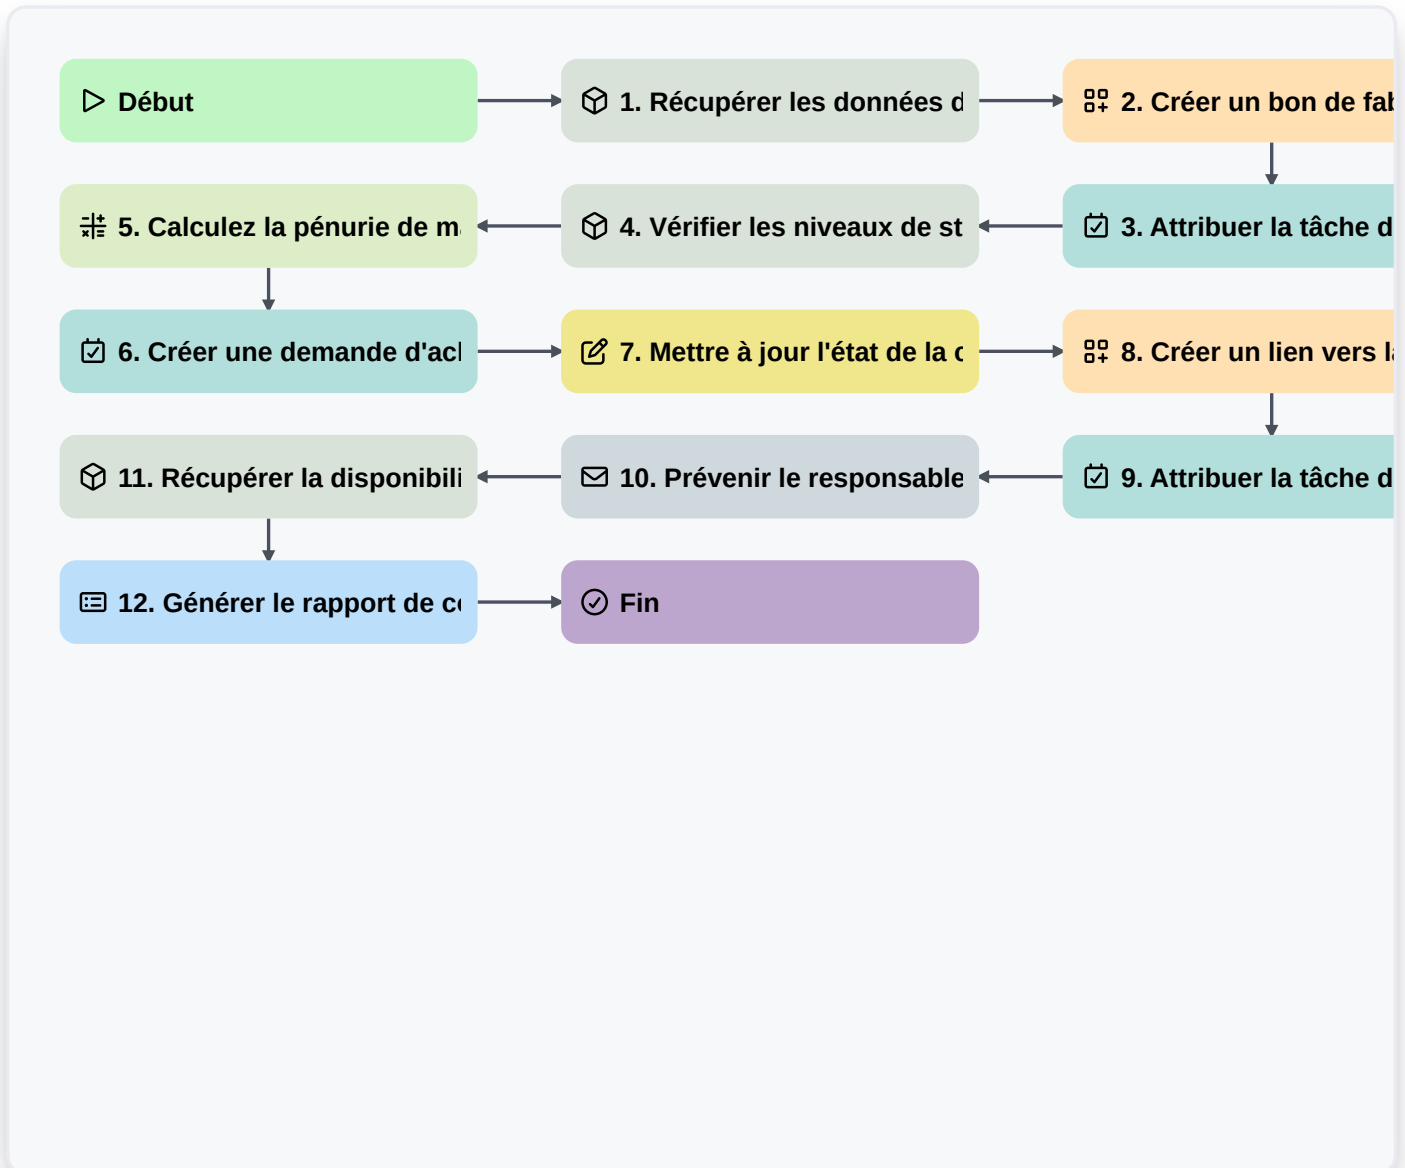 Début
1. Récupérer les données d
2. Créer un bon de fab
3. Attribuer la tâche d
4. Vérifier les niveaux de st
5. Calculez la pénurie de m
6. Créer une demande d'acl
7. Mettre à jour l'état de la c
8. Créer un lien vers l
9. Attribuer la tâche d
10. Prévenir le responsable
11. Récupérer la disponibili
12. Générer le rapport de c
Fin